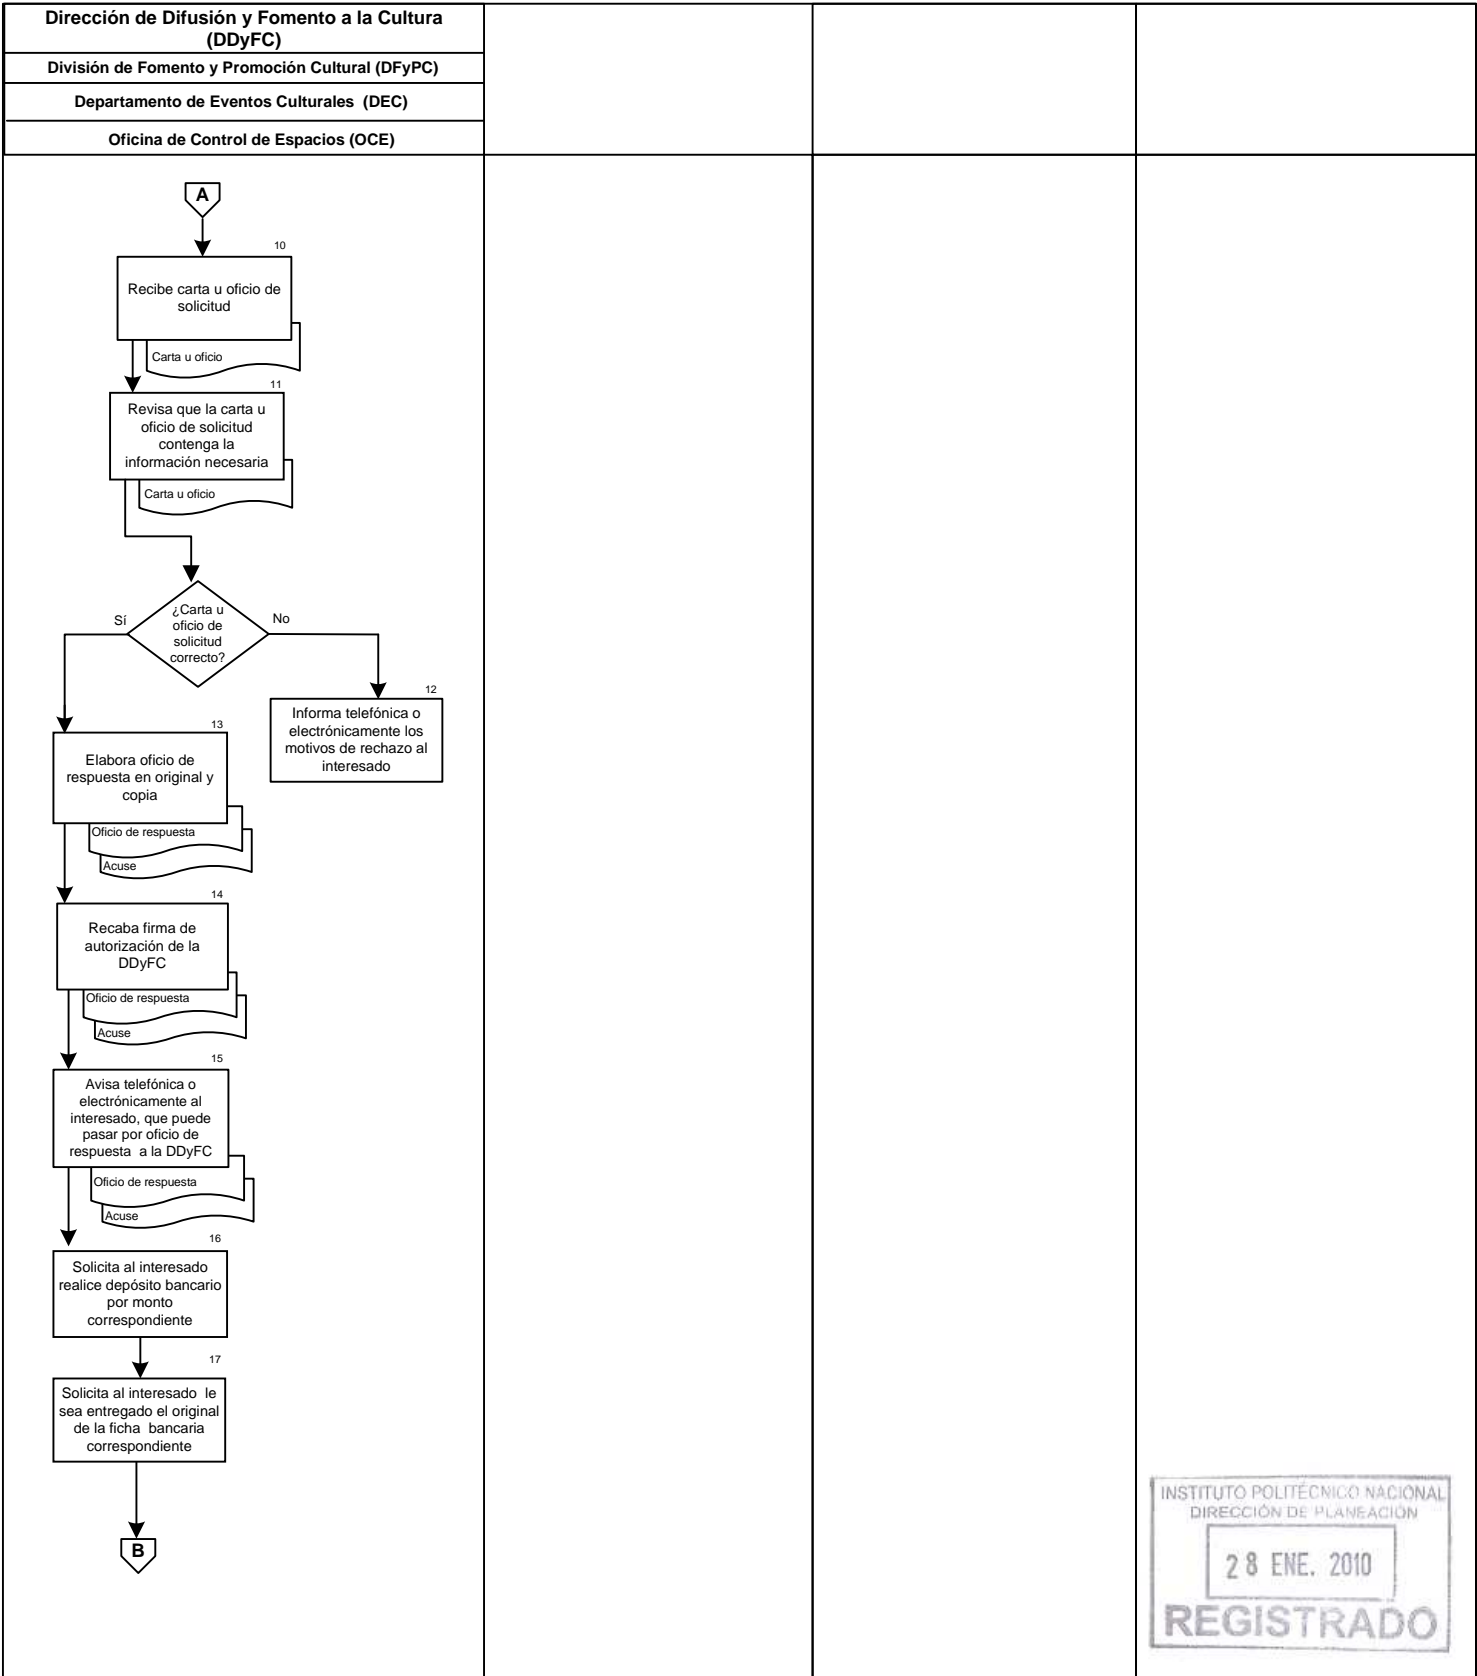 Dirección de Difusión y Fomento a la Cultura
(DDyFC)
División de Fomento y Promoción Cultural (DFyPC)
Departamento de Eventos Culturales (DEC)
Oficina de Control de Espacios (OCE)
A
10
Recibe carta u oficio de
solicitud
Carta u oficio
11
Revisa que la carta u
oficio de solicitud
contenga la
información necesaria
Carta u oficio
¿Carta u
oficio de
solicitud
correcto?
Sí
No
12
Informa telefónica o
electrónicamente los
motivos de rechazo al
interesado
13
Elabora oficio de
respuesta en original y
copia
Oficio de respuesta
Acuse
14
Recaba firma de
autorización de la
DDyFC
Oficio de respuesta
Acuse
15
Avisa telefónica o
electrónicamente al
interesado, que puede
pasar por oficio de
respuesta a la DDyFC
Oficio de respuesta
Acuse
16
Solicita al interesado
realice depósito bancario
por monto
correspondiente
17
Solicita al interesado le
sea entregado el original
de la ficha bancaria
correspondiente
B
INSTITUTO POLITÉCNICO NACIONAL
DIRECCIÓN DE PLANEACIÓN
28 ENE. 2010
REGISTRADO